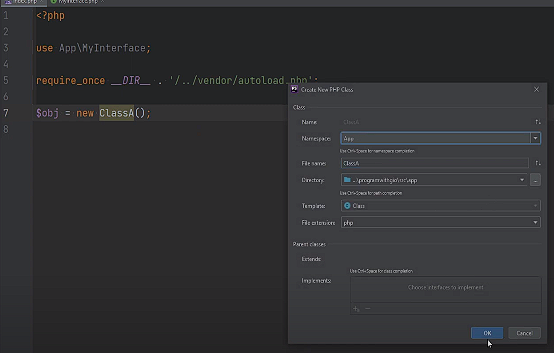 index.php
MyInterface.php
1 <?php
2
3 use App\MyInterface;
4
5 require_once __DIR__ . '/../vendor/autoload.php';
6
7 $obj = new ClassA();
8
Create New PHP Class
Class
Name: ClassA
Namespace: App
Use Ctrl+Space for namespace completion
File name: ClassA
Directory: ...\programwithgio\src\app
Use Ctrl+Space for path completion
Template: Class
File extension: php
Parent classes
Extends:
Use Ctrl+Space for class completion
Implements:
Choose interfaces to implement
OK
Cancel